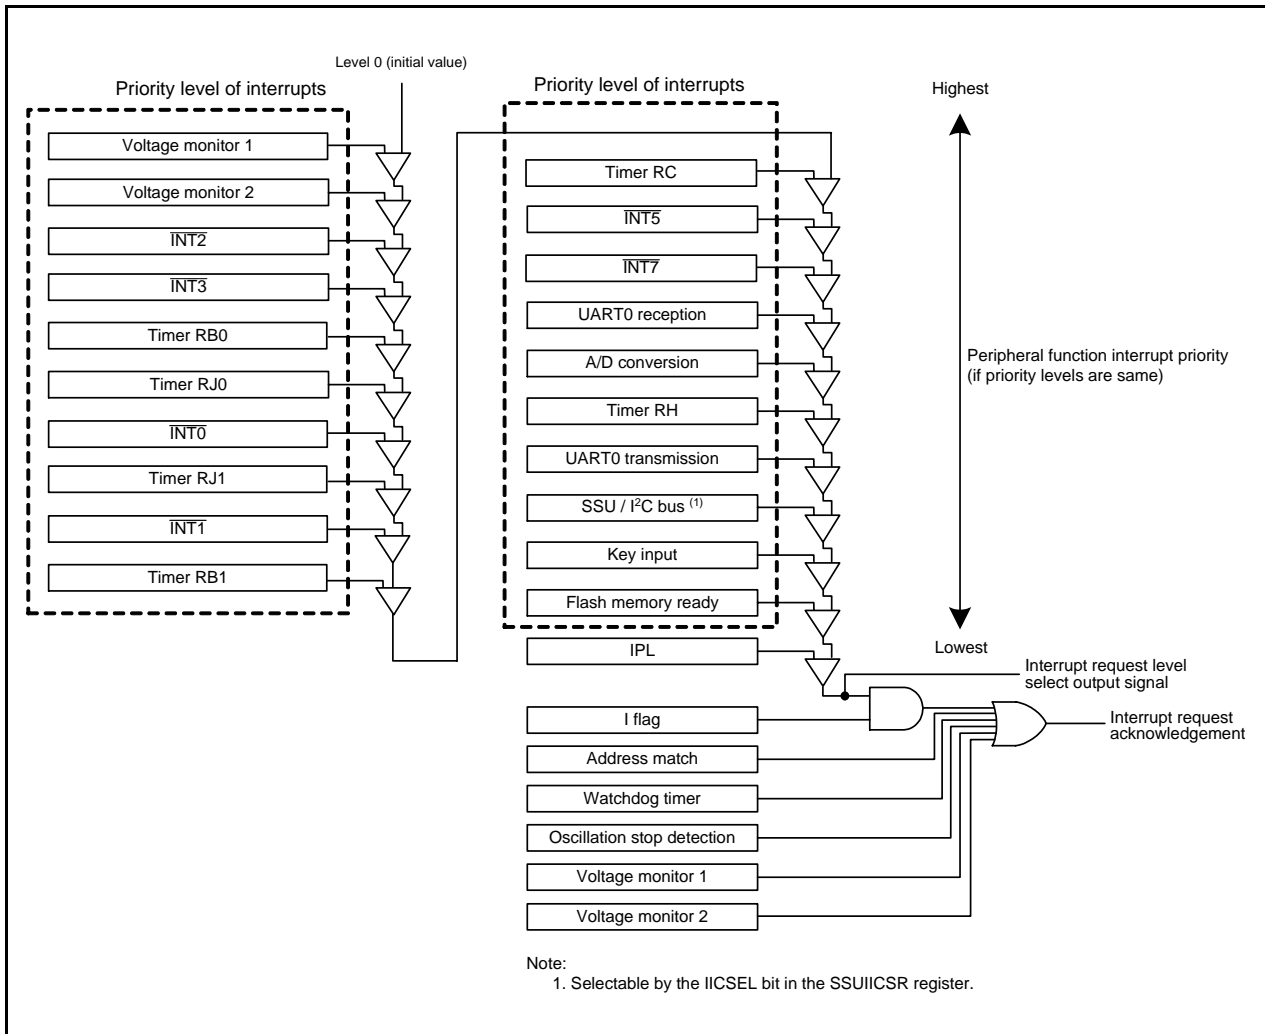 Level 0 (initial value)
Priority level of interrupts
Voltage monitor 1
Voltage monitor 2
INT2
INT3
Timer RB0
Timer RJ0
INT0
Timer RJ1
INT1
Timer RB1
Priority level of interrupts
Timer RC
INT5
INT7
UART0 reception
A/D conversion
Timer RH
UART0 transmission
SSU / I²C bus (1)
Key input
Flash memory ready
IPL
I flag
Address match
Watchdog timer
Oscillation stop detection
Voltage monitor 1
Voltage monitor 2
Highest
Peripheral function interrupt priority
(if priority levels are same)
Lowest
Interrupt request level
select output signal
Interrupt request
acknowledgement
Note:
1. Selectable by the IICSEL bit in the SSUIICSR register.